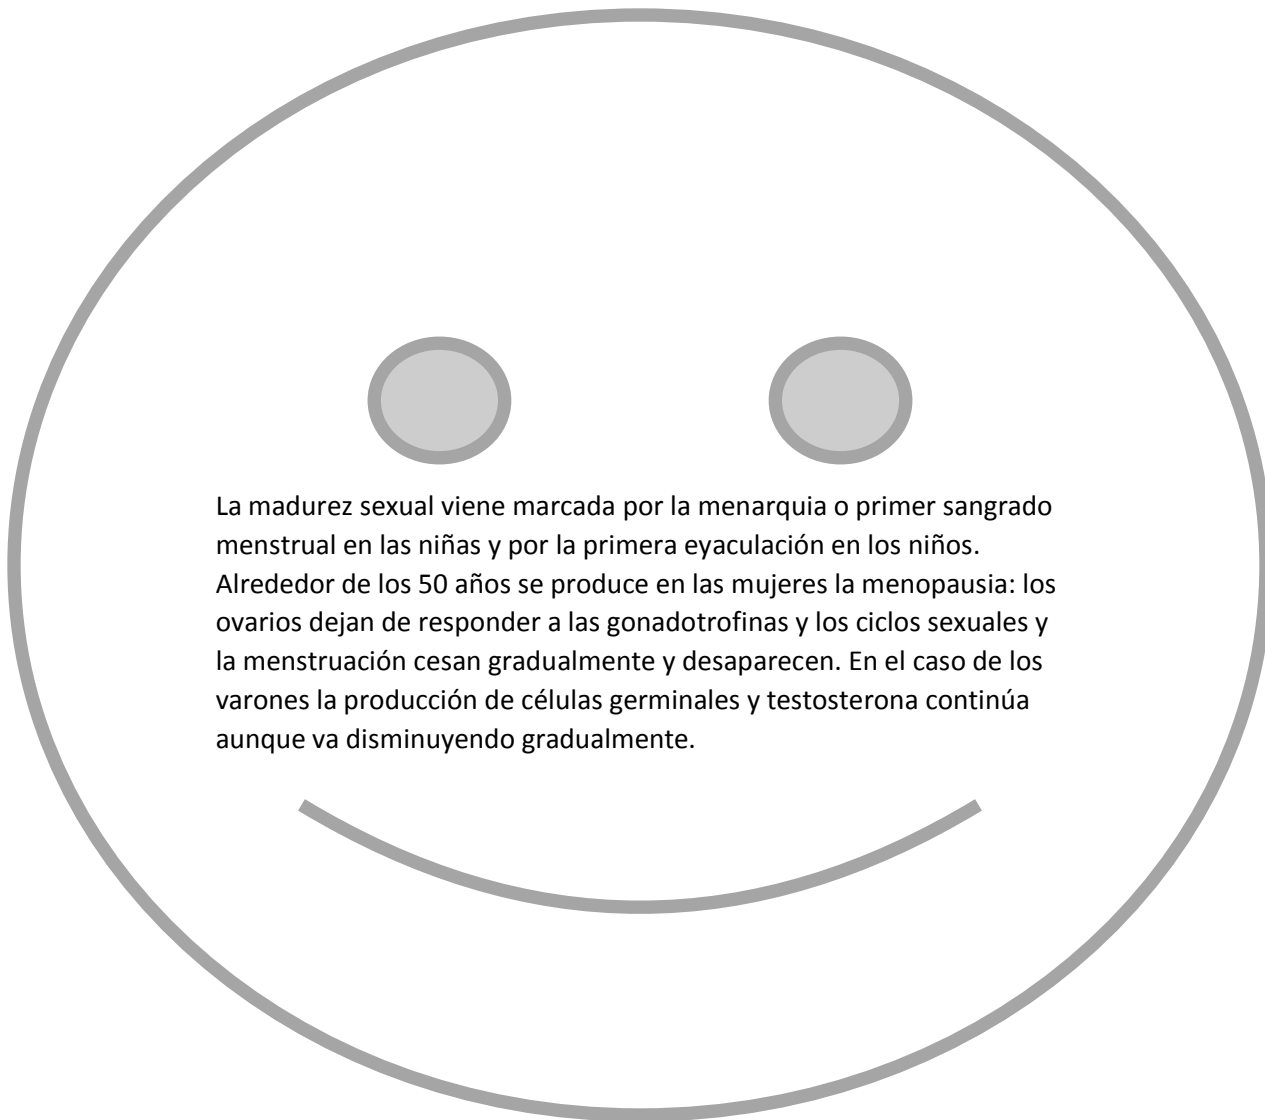 La madurez sexual viene marcada por la menarquia o primer sangrado
menstrual en las niñas y por la primera eyaculación en los niños.
Alrededor de los 50 años se produce en las mujeres la menopausia: los
ovarios dejan de responder a las gonadotrofinas y los ciclos sexuales y
la menstruación cesan gradualmente y desaparecen. En el caso de los
varones la producción de células germinales y testosterona continúa
aunque va disminuyendo gradualmente.